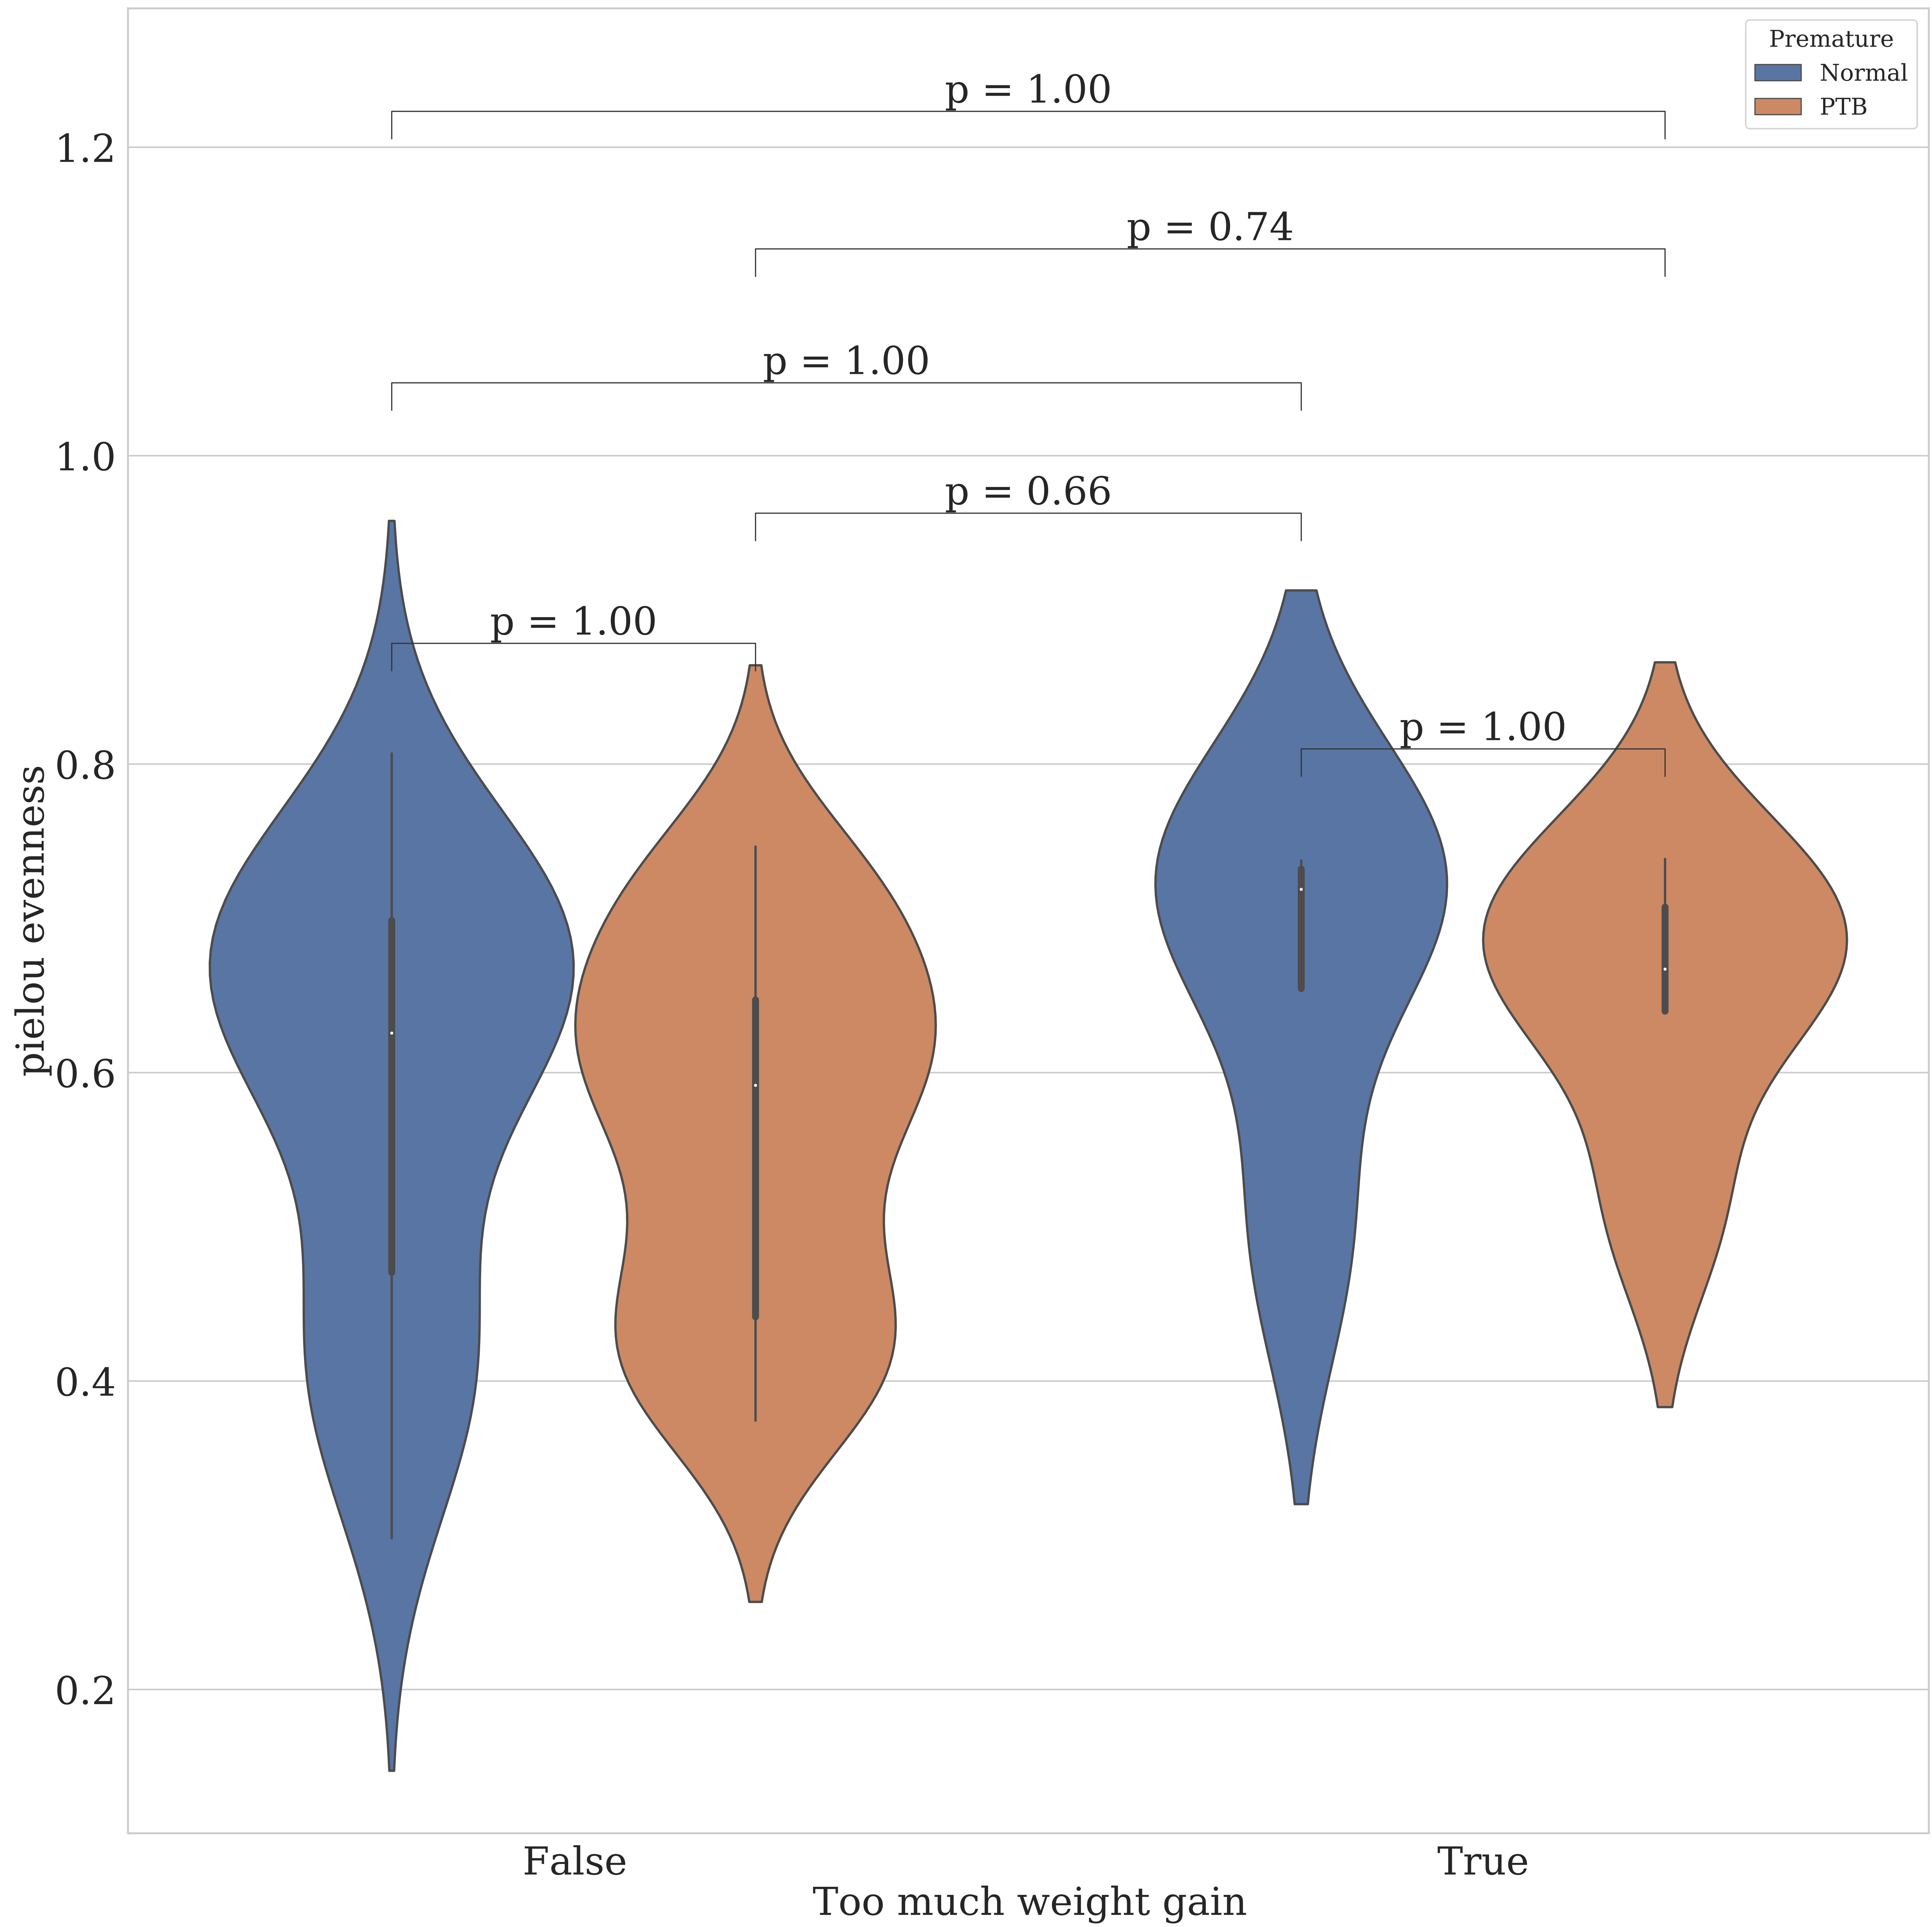 Premature
Normal
PTB
p = 1.00
1.2
p = 0.74
p = 1.00
1.0
p = 0.66
p = 1.00
p = 1.00
0.8
pielou evenness
0.6
0.4
0.2
False
True
Too much weight gain